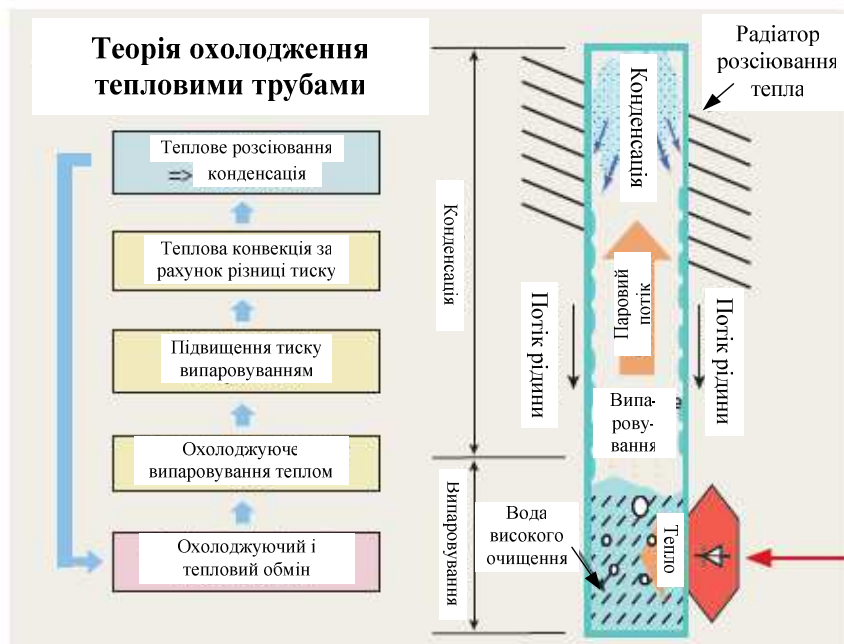 Теорія охолодження
тепловими трубами
Теплове розсіювання
=> конденсація
Теплова конвекція за
рахунок різниці тиску
Підвищення тиску
випаровуванням
Охолоджуюче
випаровування теплом
Охолоджуючий і
тепловий обмін
Конденсація
Випаровування
Радіатор
розсіювання
тепла
Конденсація
Паровий
потік
Потік рідини
Потік рідини
Випа-
рову-
вання
Вода
високого
очищення
Тепло